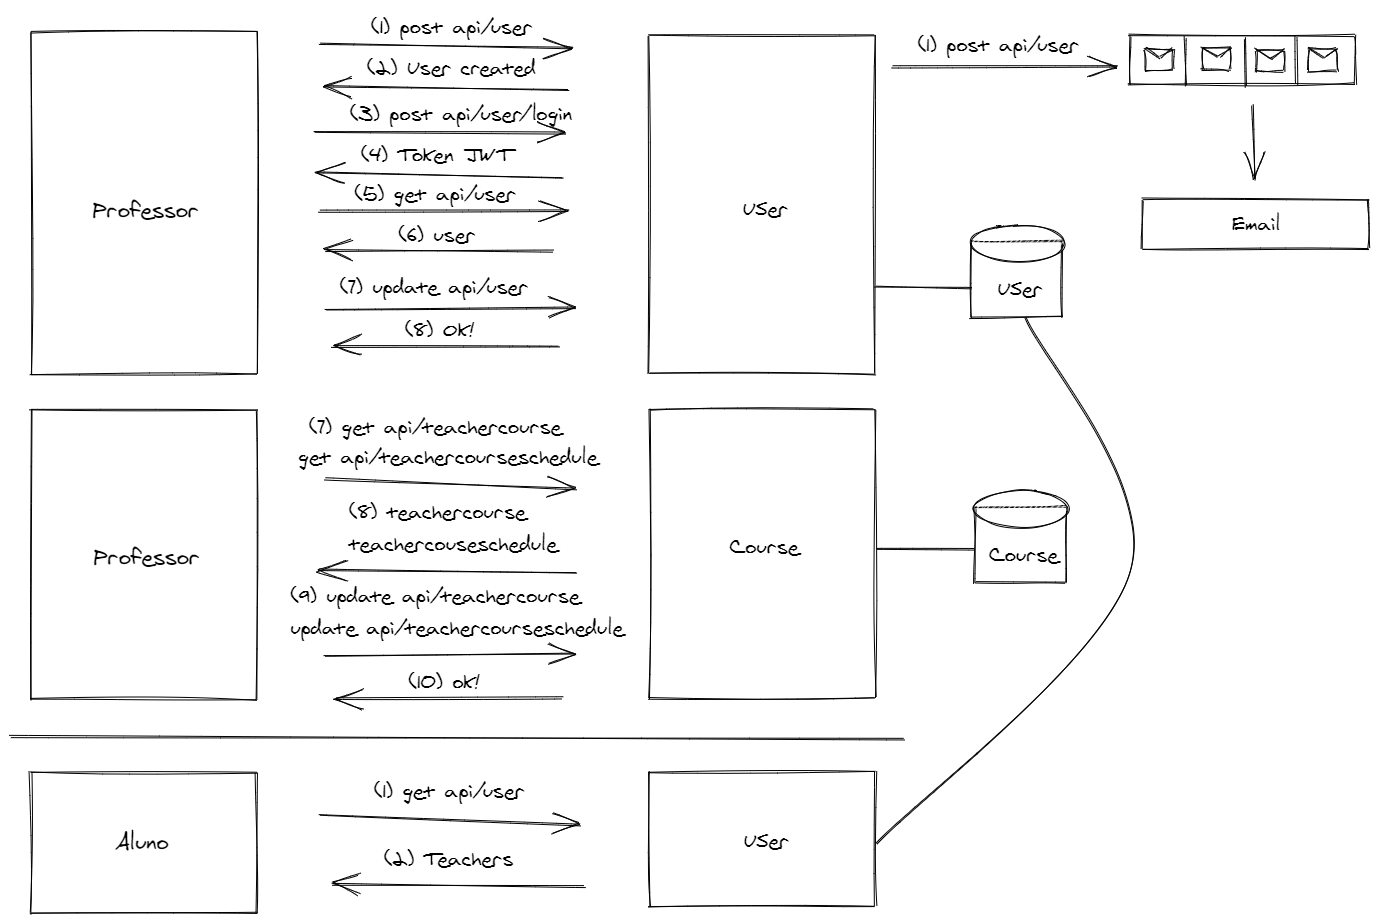 (1) post api/user
(2) User created
(3) post api/user/login
(4) Token JWT
(5) get api/user
(6) user
(7) update api/user
(8) OK!
Professor
User
(1) post api/user
Email
User
(7) get api/teachercourse
get api/teachercourseschedule
(8) teachercourse
teachercouseschedule
(9) update api/teachercourse
update api/teachercourseschedule
(10) ok!
Professor
Course
Course
Aluno
(1) get api/user
(2) Teachers
User